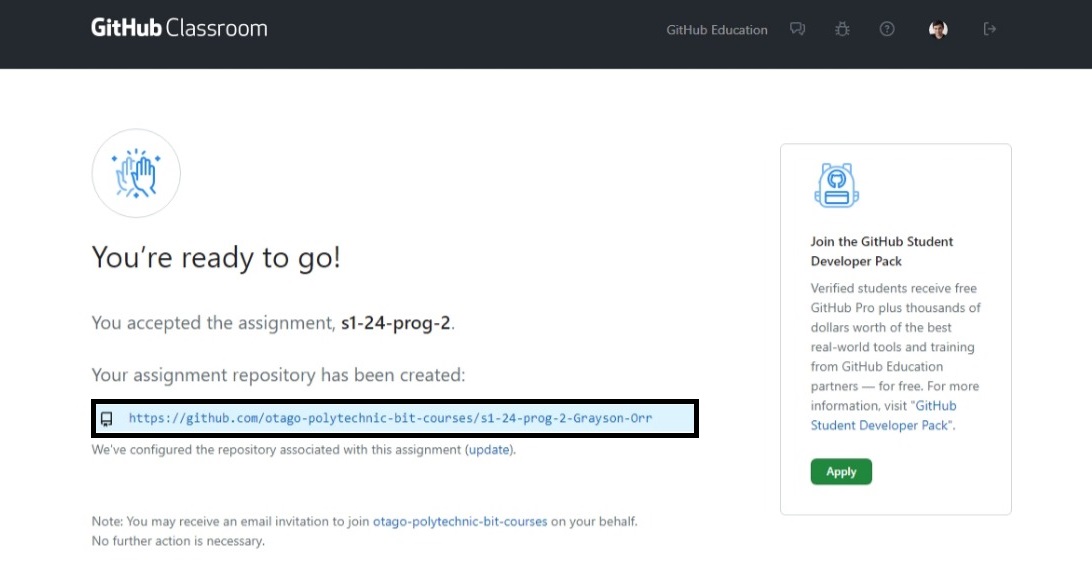 GitHub Classroom
GitHub Education
You're ready to go!
You accepted the assignment, s1-24-prog-2.
Your assignment repository has been created:
https://github.com/otago-polytechnic-bit-courses/s1-24-prog-2-Grayson-Orr
We've configured the repository associated with this assignment (update).
Note: You may receive an email invitation to join otago-polytechnic-bit-courses on your behalf.
No further action is necessary.
Join the GitHub Student
Developer Pack
Verified students receive free
GitHub Pro plus thousands of
dollars worth of the best
real-world tools and training
from GitHub Education
partners — for free. For more
information, visit "GitHub
Student Developer Pack".
Apply